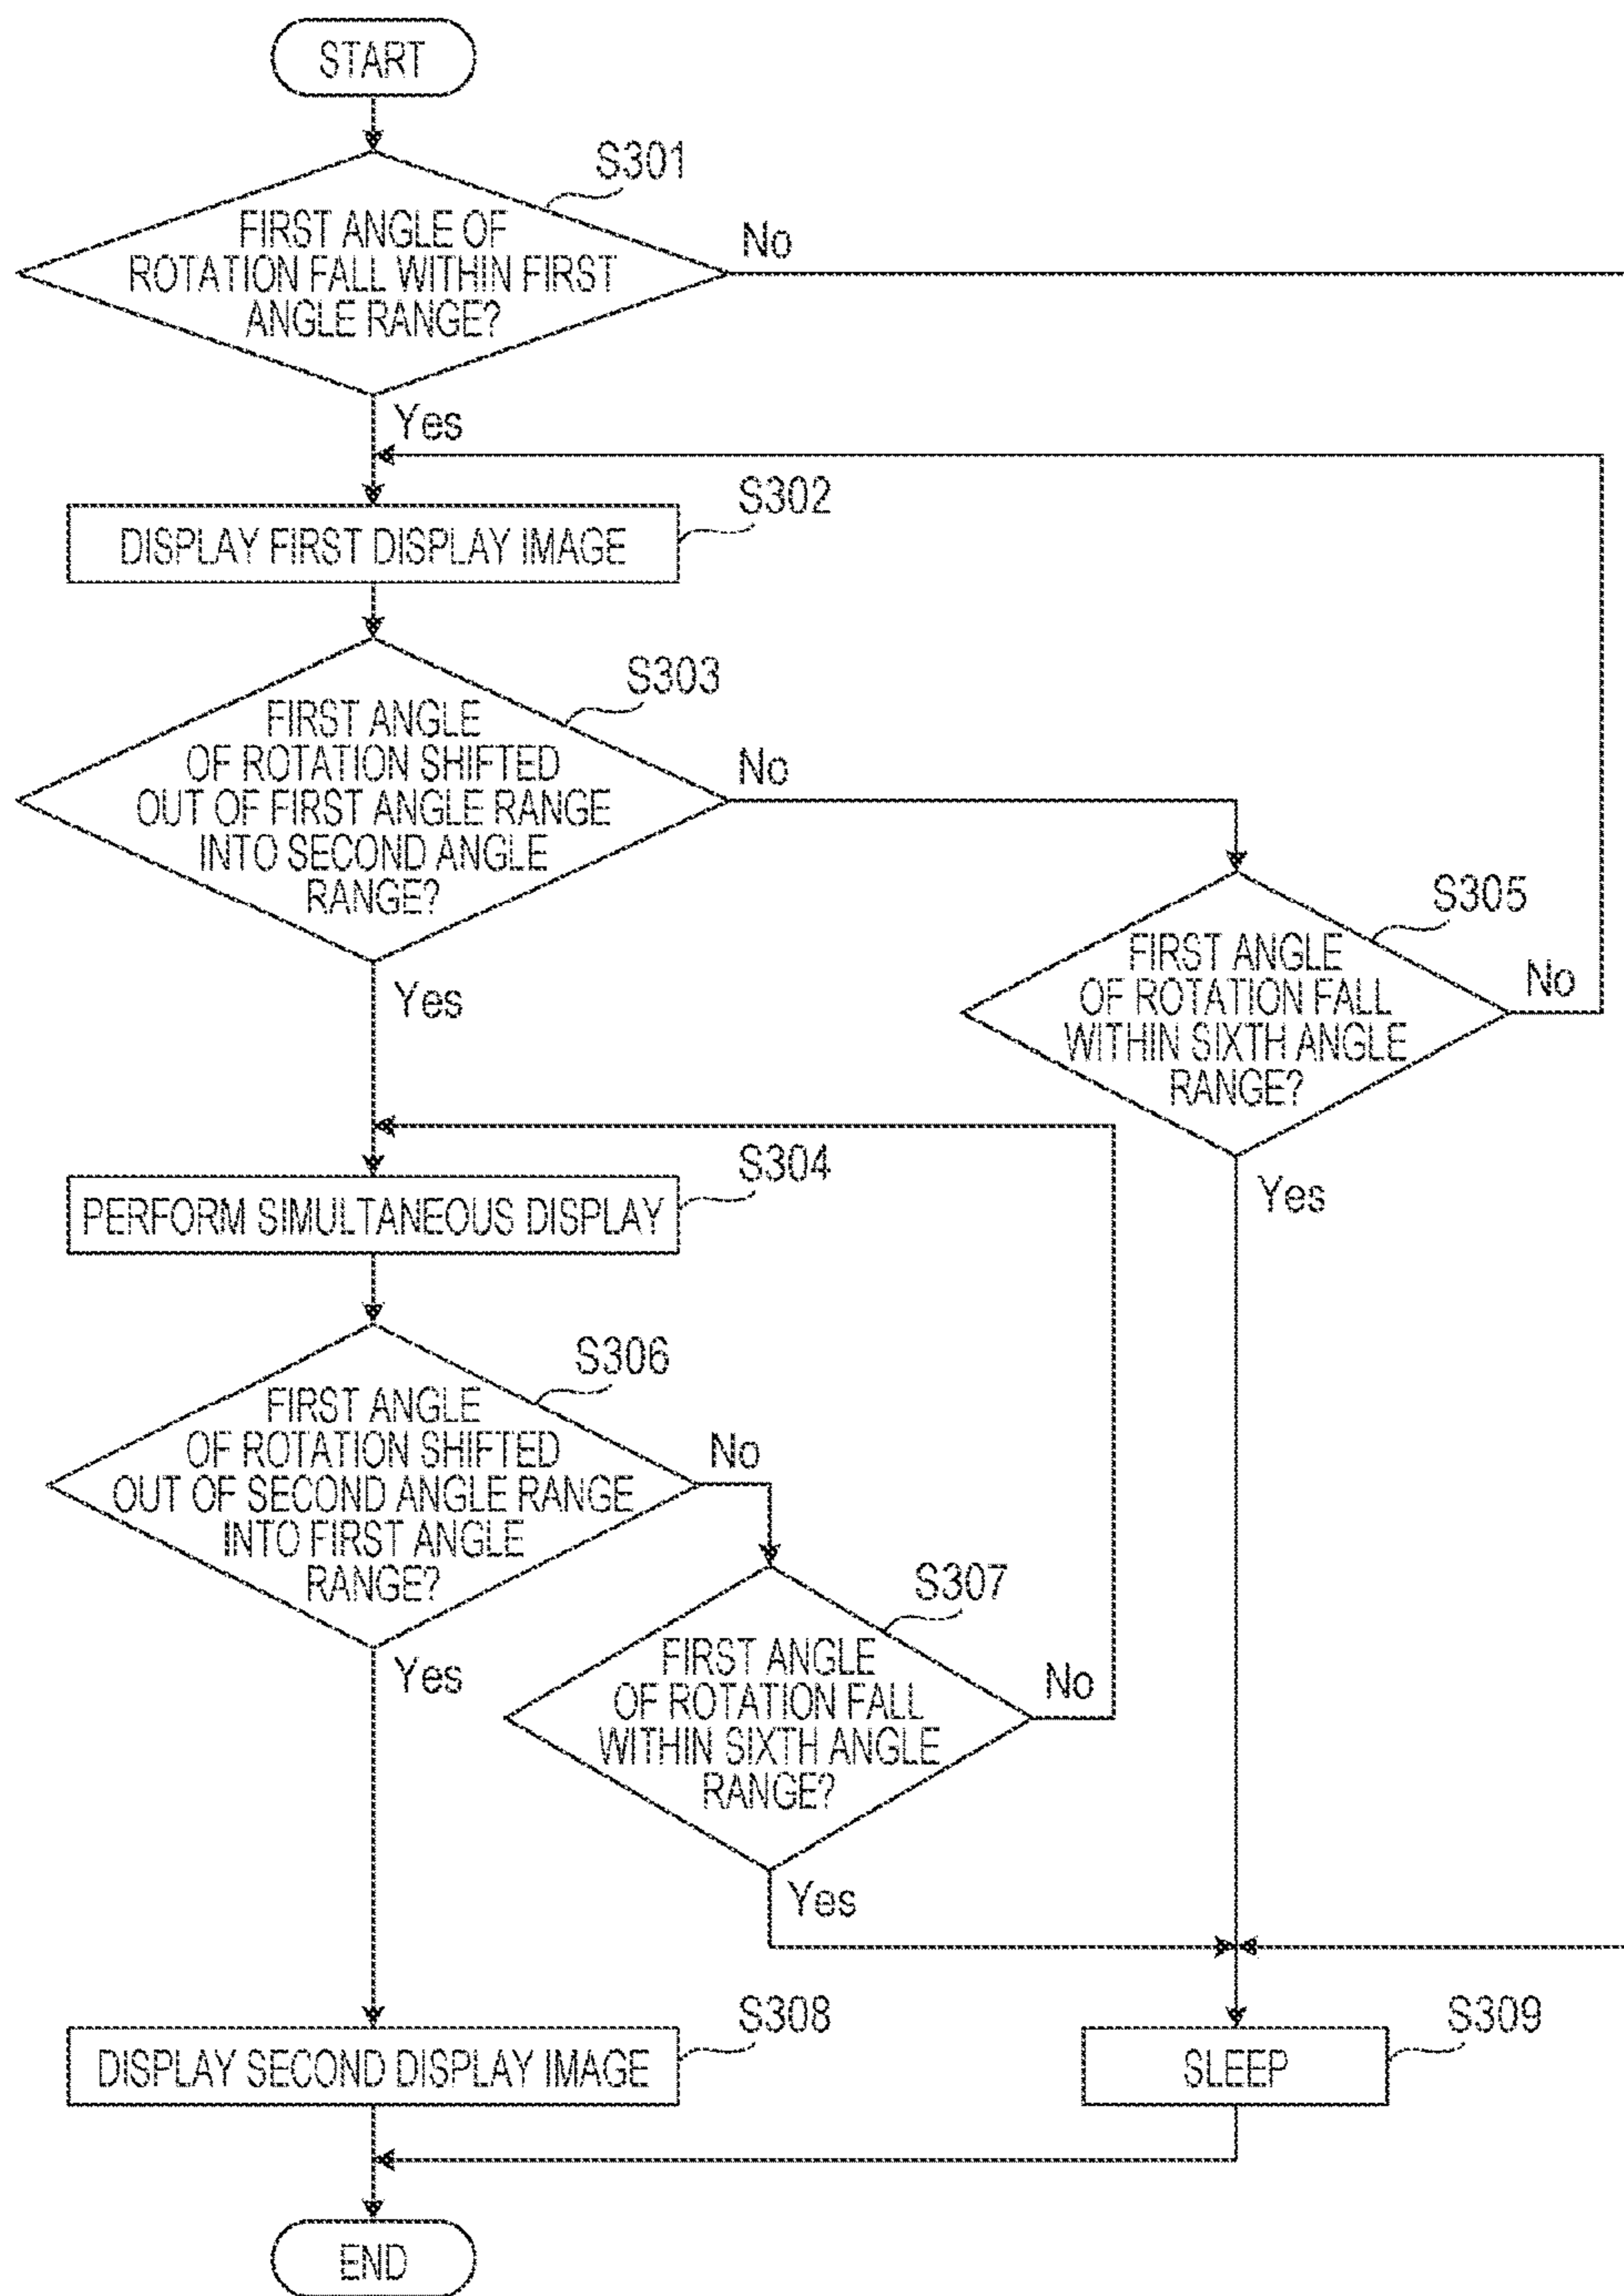 START
S301
FIRST ANGLE OF
ROTATION FALL WITHIN FIRST
ANGLE RANGE?
No
Yes
S302
DISPLAY FIRST DISPLAY IMAGE
S303
FIRST ANGLE
OF ROTATION SHIFTED
OUT OF FIRST ANGLE RANGE
INTO SECOND ANGLE
RANGE?
No
Yes
S305
FIRST ANGLE
OF ROTATION FALL
WITHIN SIXTH ANGLE
RANGE?
No
Yes
S304
PERFORM SIMULTANEOUS DISPLAY
S306
FIRST ANGLE
OF ROTATION SHIFTED
OUT OF SECOND ANGLE RANGE
INTO FIRST ANGLE
RANGE?
No
Yes
S307
FIRST ANGLE
OF ROTATION FALL
WITHIN SIXTH ANGLE
RANGE?
No
Yes
S308
DISPLAY SECOND DISPLAY IMAGE
S309
SLEEP
END